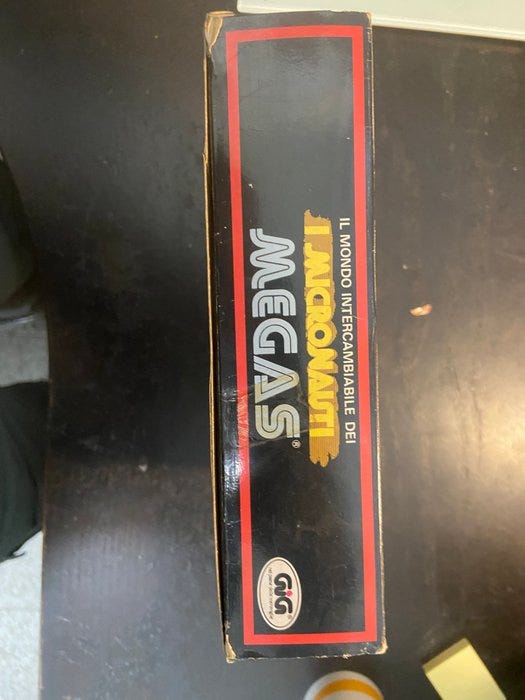 IL MONDO INTERCAMBIABILE DEI
I MICRONAUTI
MEGAS®
GiG®